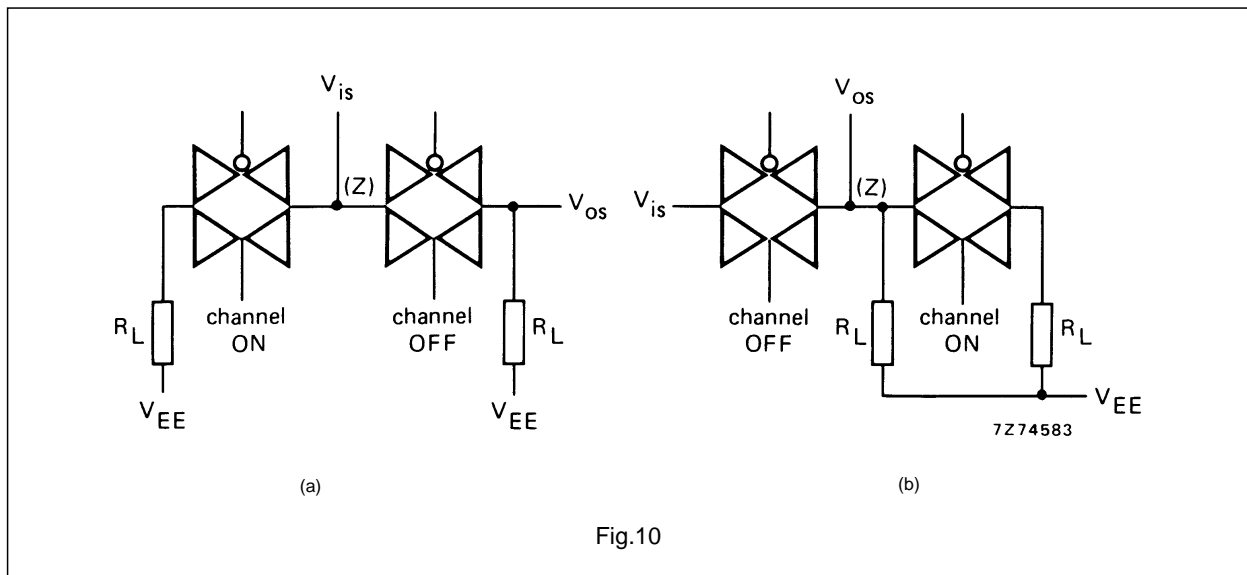 V_is
(Z)
V_os
R_L
channel
ON
channel
OFF
R_L
V_EE
V_EE
(a)
V_os
V_is
(Z)
channel
OFF
R_L
channel
ON
R_L
V_EE
7Z74583
(b)
Fig.10